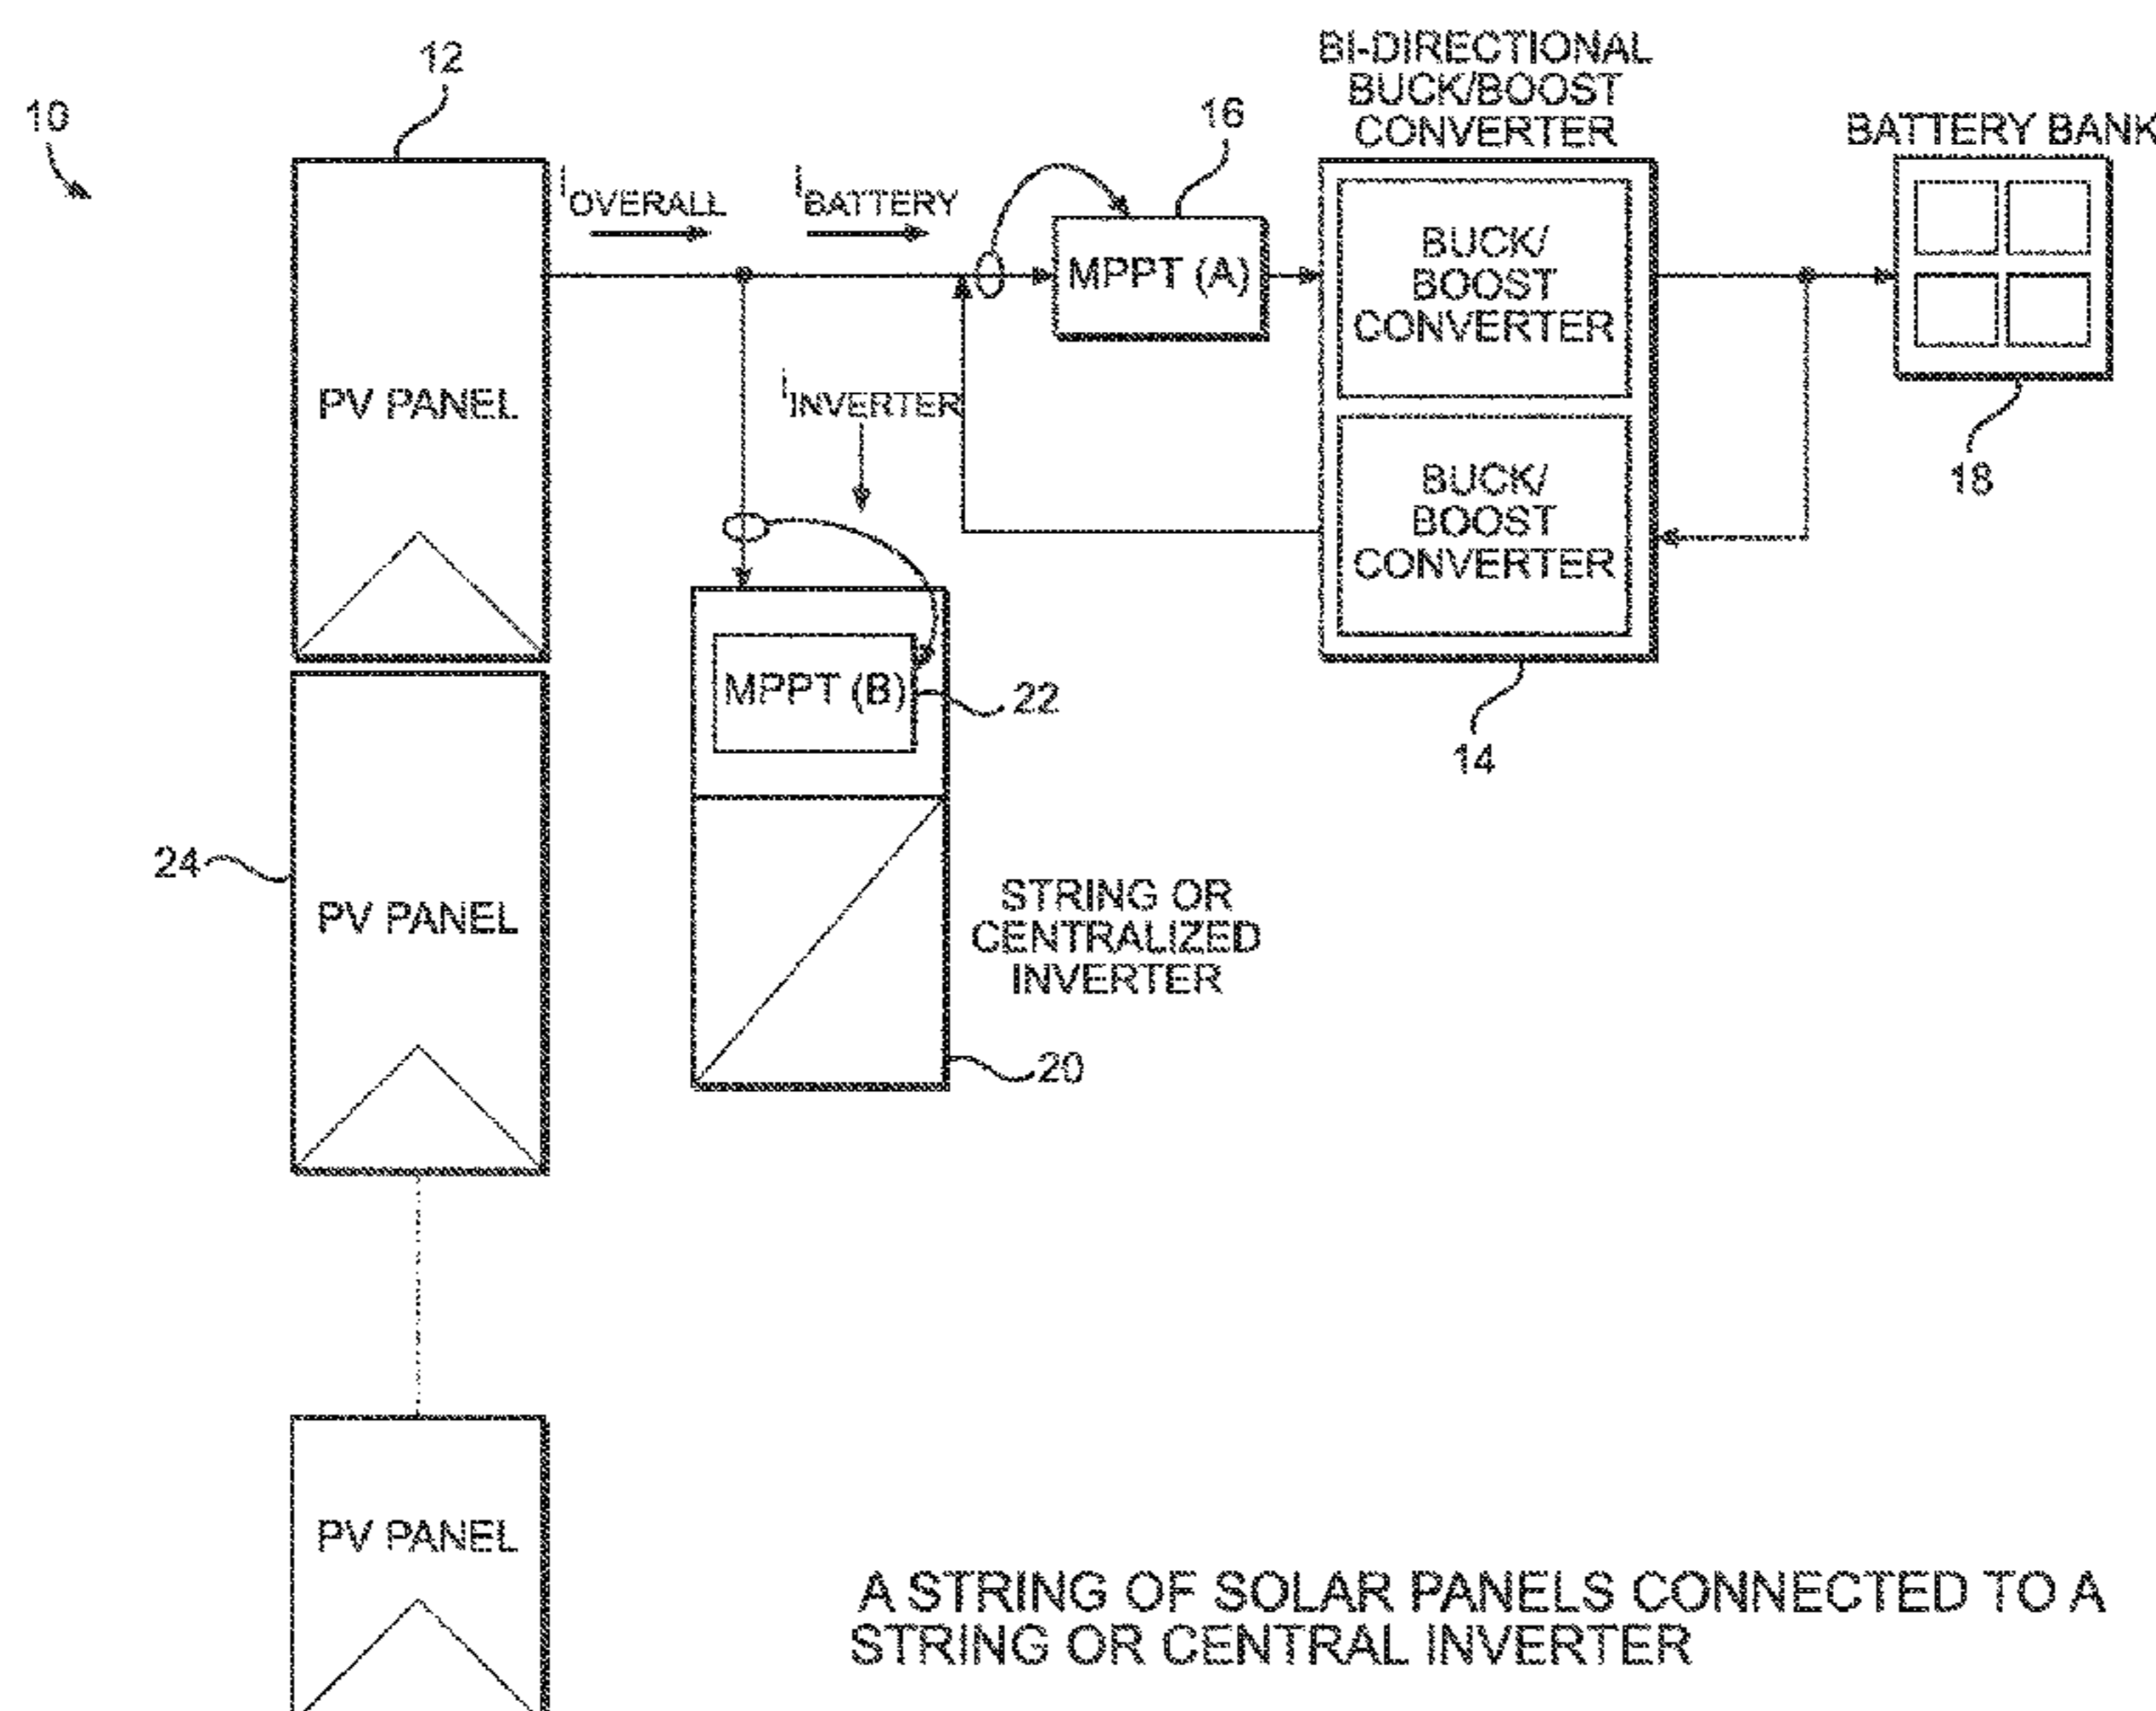 10
12
iOVERALL
iBATTERY
16
BI-DIRECTIONAL
BUCK/BOOST
CONVERTER
BATTERY BANK
MPPT (A)
BUCK/
BOOST
CONVERTER
PV PANEL
iINVERTER
BUCK/
BOOST
CONVERTER
18
MPPT (B)
22
14
24
PV PANEL
STRING OR
CENTRALIZED
INVERTER
20
PV PANEL
A STRING OF SOLAR PANELS CONNECTED TO A
STRING OR CENTRAL INVERTER